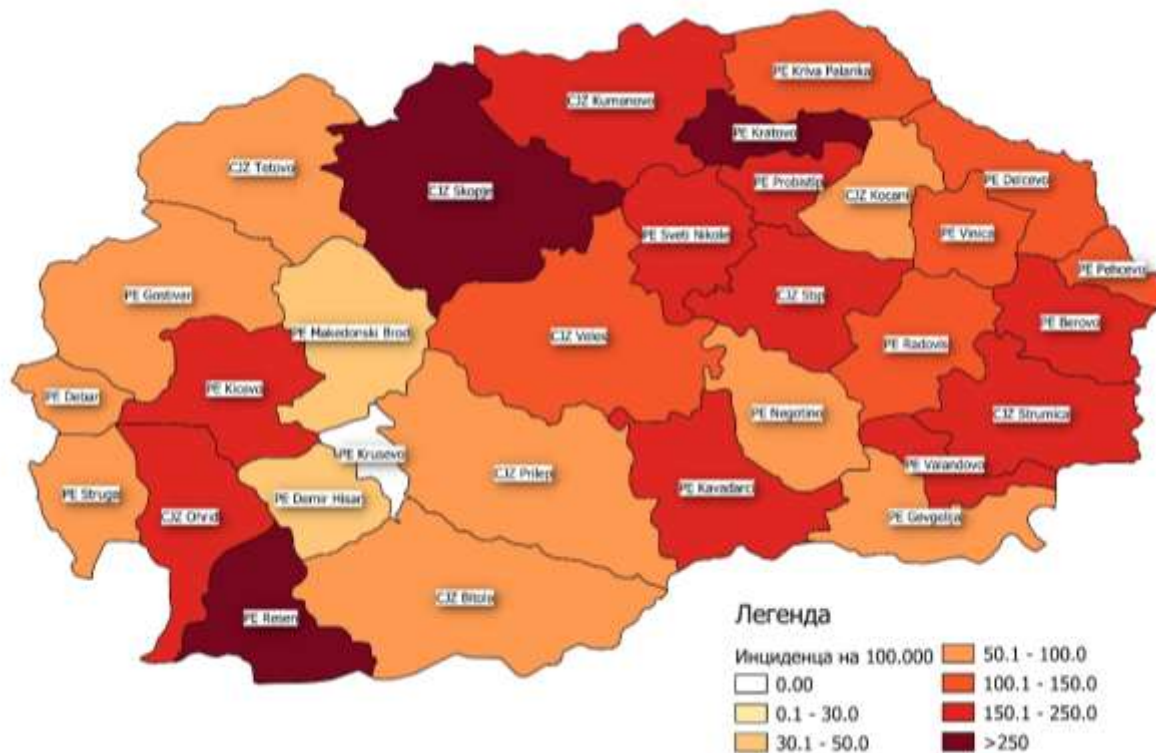 PE Kriva Palanka
CJZ Kumanovo
PE Kratovo
CJZ Tetovo
PE Probistip
PE Delcevo
CJZ Skopje
CJZ Kocani
PE Sveti Nikole
PE Vinica
PE Pehcevo
PE Gostivar
CJZ Stip
PE Berovo
PE Makedonski Brod
CJZ Veles
PE Radovis
PE Kicevo
PE Debar
PE Negotino
CJZ Strumica
PE Krusevo
PE Valandovo
CJZ Prilep
PE Kavadarci
PE Struga
PE Demir Hisar
CJZ Ohrid
PE Gevgelija
CJZ Bitola
PE Resen
Легенда
Инциденца на 100.000
0.00
0.1 - 30.0
30.1 - 50.0
50.1 - 100.0
100.1 - 150.0
150.1 - 250.0
>250